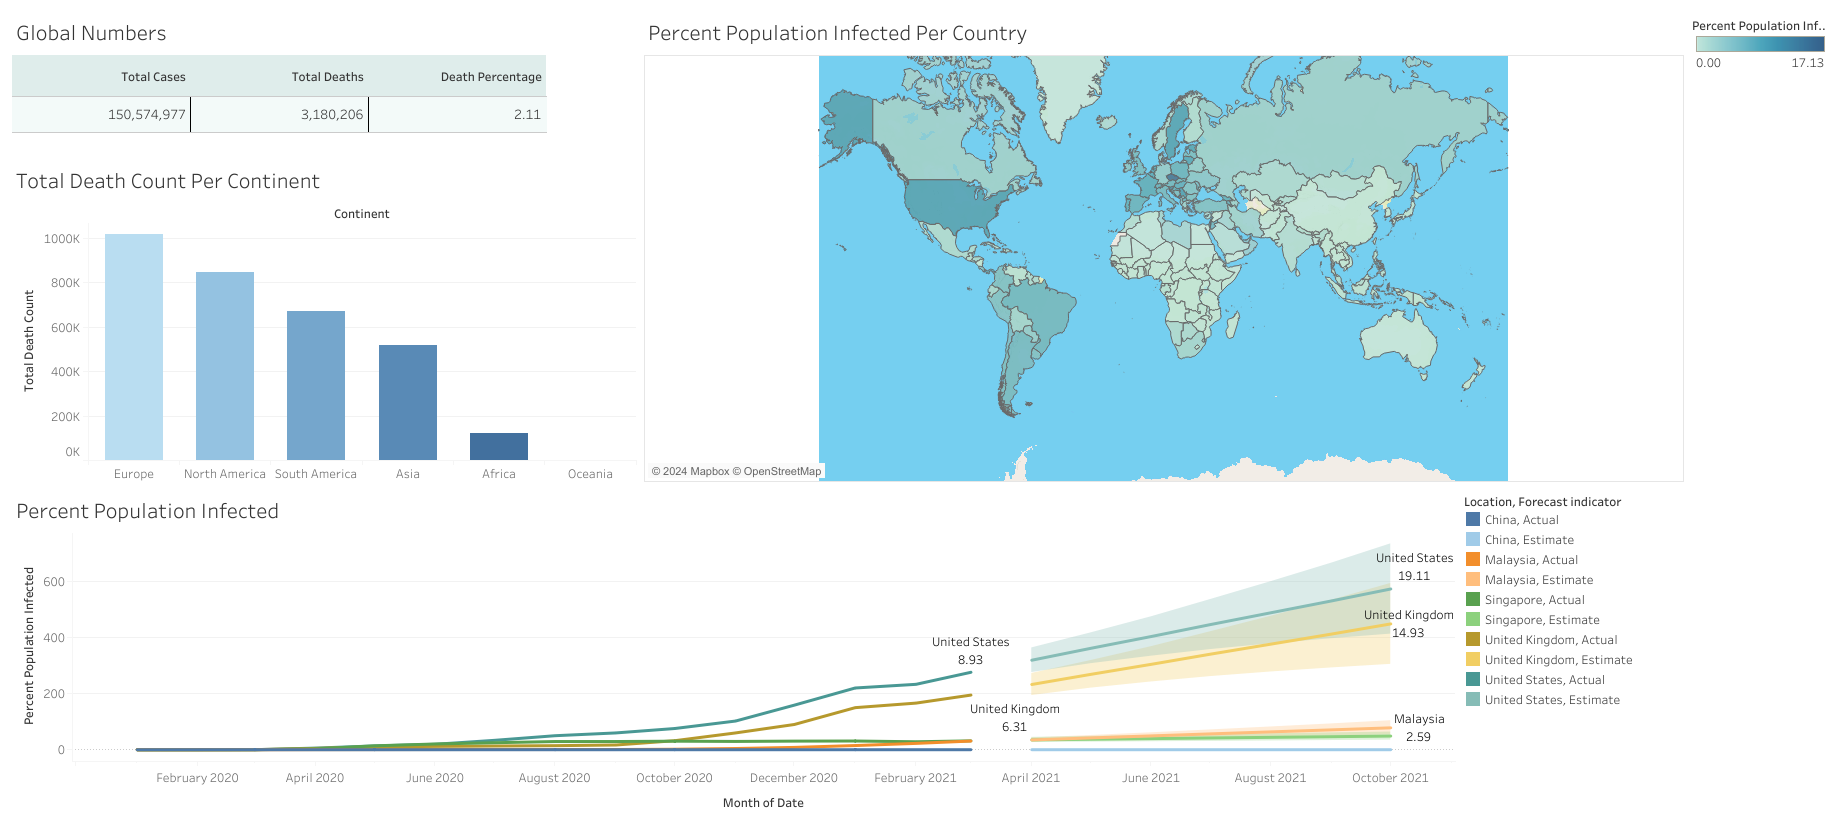 Global Numbers
Total Cases Total Deaths Death Percentage
150,574,977 3,180,206 2.11
Total Death Count Per Continent
Continent
Total Death Count
1000K
800K
600K
400K
200K
0K
Europe North America South America Asia Africa Oceania
Percent Population Infected Per Country
© 2024 Mapbox © OpenStreetMap
Percent Population Inf..
0.00 17.13
Percent Population Infected
Percent Population Infected
600
400
200
0
United States
8.93
United Kingdom
6.31
United States
19.11
United Kingdom
14.93
Malaysia
2.59
February 2020 April 2020 June 2020 August 2020 October 2020 December 2020 February 2021 April 2021 June 2021 August 2021 October 2021
Month of Date
Location, Forecast indicator
China, Actual
China, Estimate
Malaysia, Actual
Malaysia, Estimate
Singapore, Actual
Singapore, Estimate
United Kingdom, Actual
United Kingdom, Estimate
United States, Actual
United States, Estimate